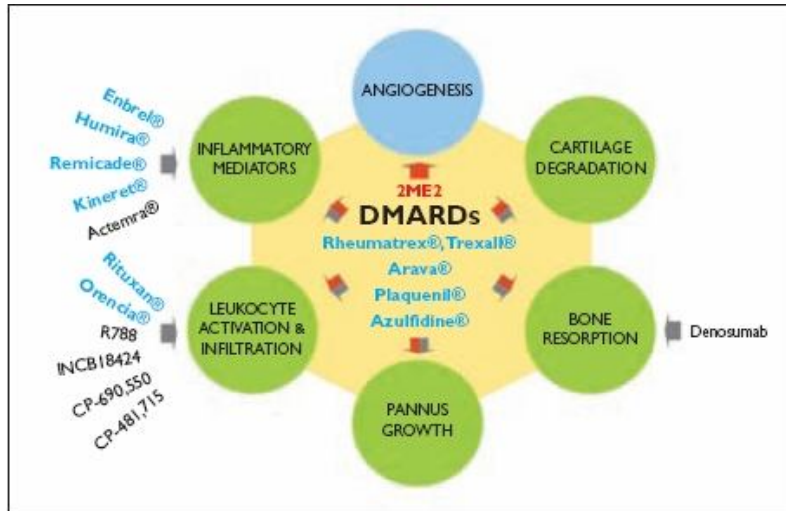 ANGIOGENESIS
Enbrel®
Humira®
Remicade®
Kineret®
Actemra®
INFLAMMATORY
MEDIATORS
CARTILAGE
DEGRADATION
2ME2
DMARDs
Rheumatrex®, Trexall®
Arava®
Plaquenil®
Azulfidine®
Rituxan®
Orencia®
R788
INCB18424
CP-690,550
CP-481,715
LEUKOCYTE
ACTIVATION &
INFILTRATION
BONE
RESORPTION
Denosumab
PANNUS
GROWTH